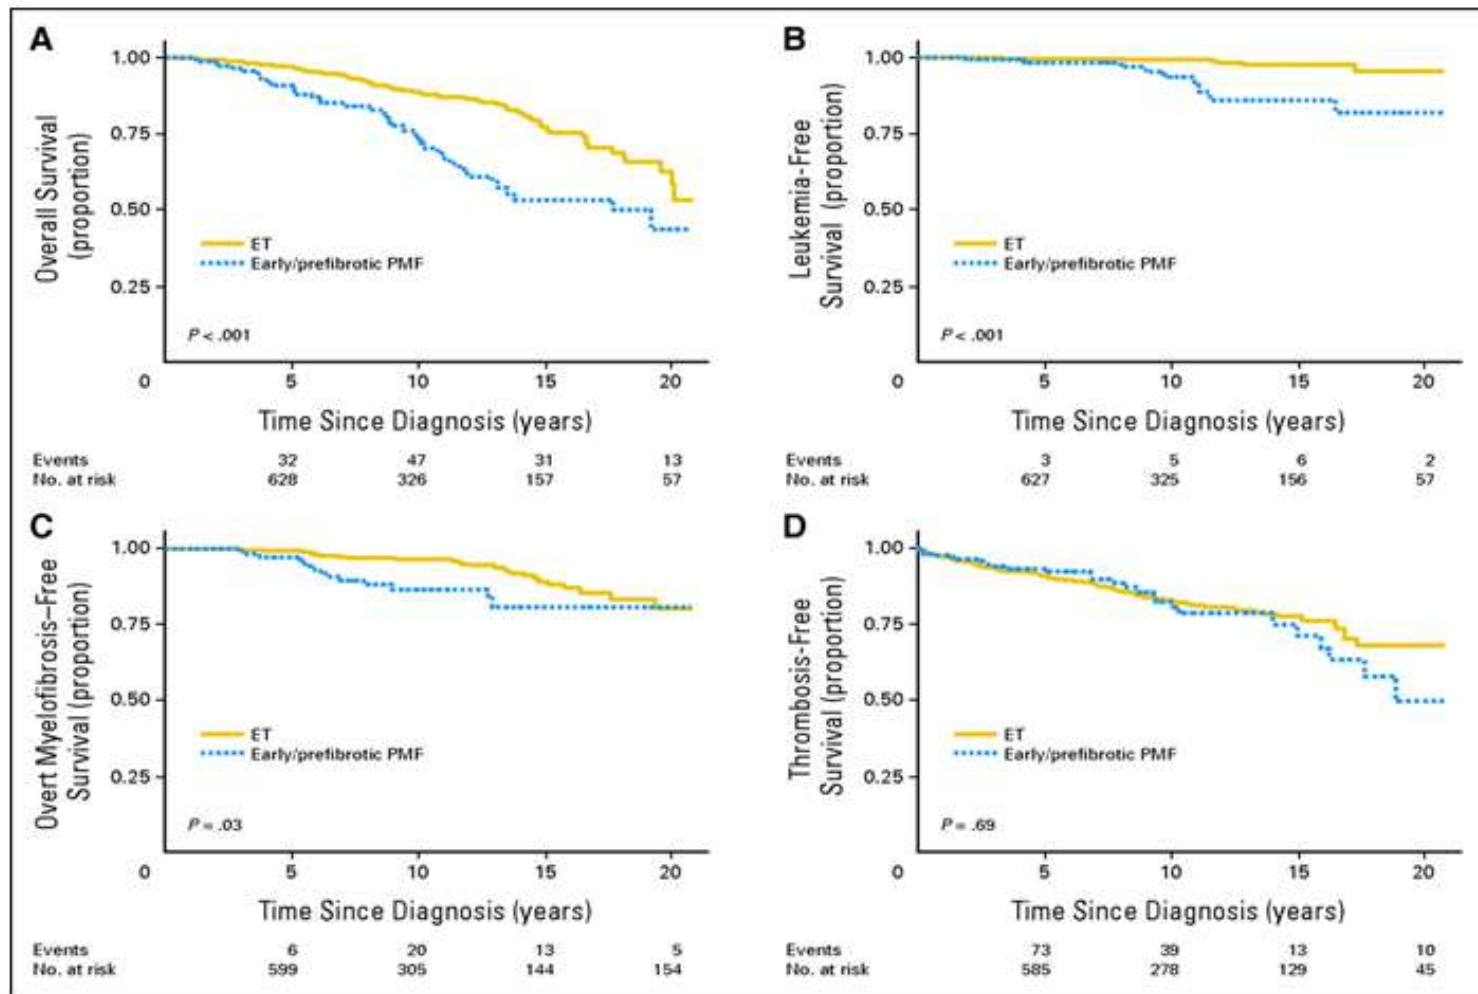 A
1.00
0.75
0.50
0.25
0
Overall Survival
(proportion)
ET
Early/prefibrotic PMF
P < .001
5 10 15 20
Time Since Diagnosis (years)
Events 32 47 31 13
No. at risk 628 326 157 57
B
1.00
0.75
0.50
0.25
0
Leukemia-Free
Survival (proportion)
ET
Early/prefibrotic PMF
P < .001
5 10 15 20
Time Since Diagnosis (years)
Events 3 5 6 2
No. at risk 627 325 156 57
C
1.00
0.75
0.50
0.25
0
Overt Myelofibrosis–Free
Survival (proportion)
ET
Early/prefibrotic PMF
P = .03
5 10 15 20
Time Since Diagnosis (years)
Events 6 20 13 5
No. at risk 599 305 144 154
D
1.00
0.75
0.50
0.25
0
Thrombosis-Free
Survival (proportion)
ET
Early/prefibrotic PMF
P = .69
5 10 15 20
Time Since Diagnosis (years)
Events 73 39 13 10
No. at risk 585 278 129 45